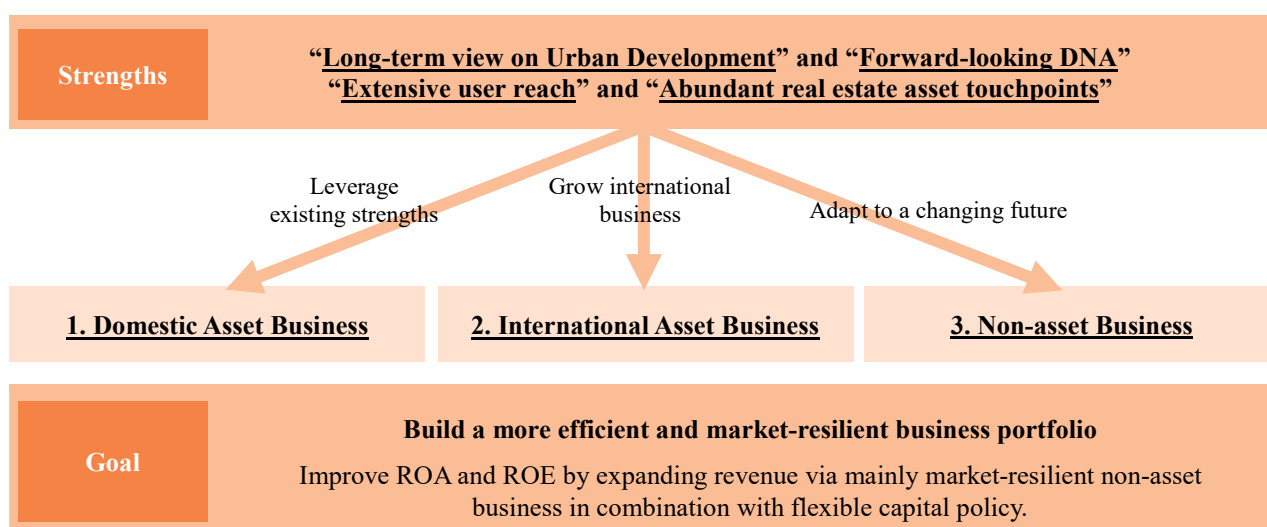 Strengths
“Long-term view on Urban Development” and “Forward-looking DNA”
“Extensive user reach” and “Abundant real estate asset touchpoints”
Leverage
existing strengths
Grow international
business
Adapt to a changing future
1. Domestic Asset Business
2. International Asset Business
3. Non-asset Business
Goal
Build a more efficient and market-resilient business portfolio
Improve ROA and ROE by expanding revenue via mainly market-resilient non-asset
business in combination with flexible capital policy.